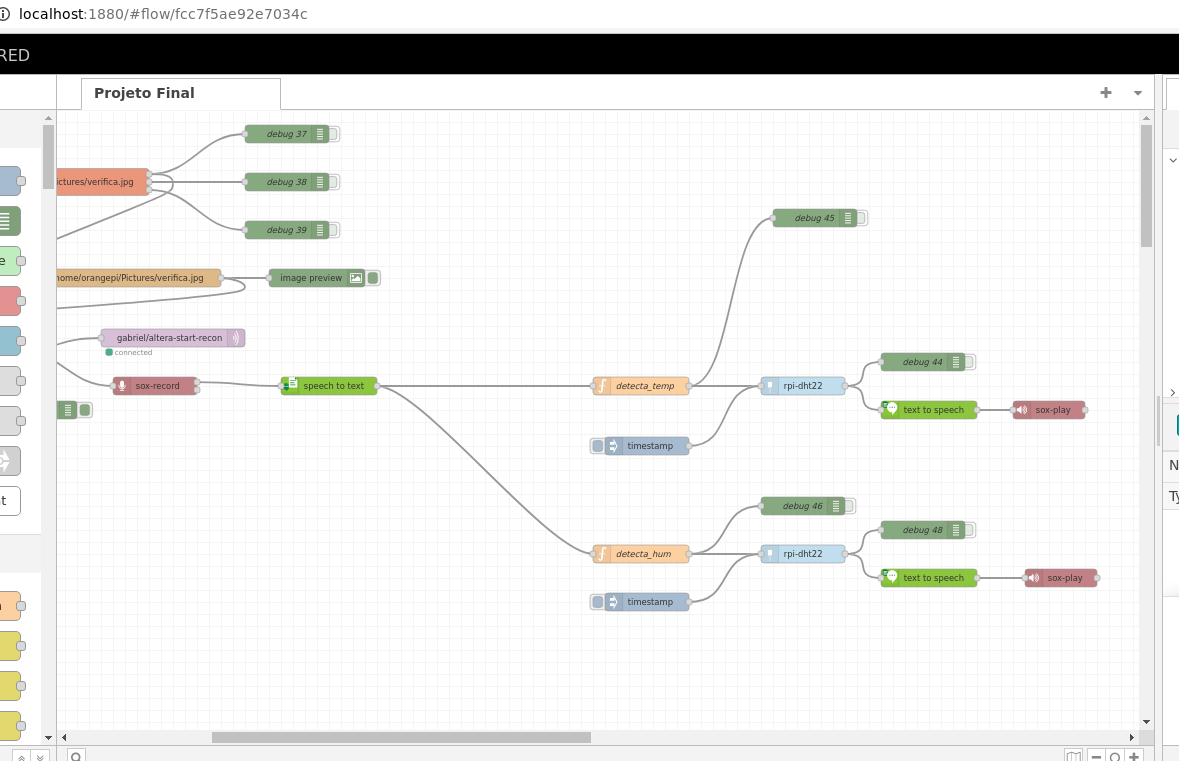 localhost:1880/#flow/fcc7f5ae92e7034c
RED
Projeto Final
debug 37
ictures/verifica.jpg
debug 38
debug 39
debug 45
home/orangepi/Pictures/verifica.jpg
image preview
gabriel/altera-start-recon
connected
debug 44
sox-record
speech to text
detecta_temp
rpi-dht22
text to speech
sox-play
timestamp
debug 46
debug 48
detecta_hum
rpi-dht22
text to speech
sox-play
timestamp